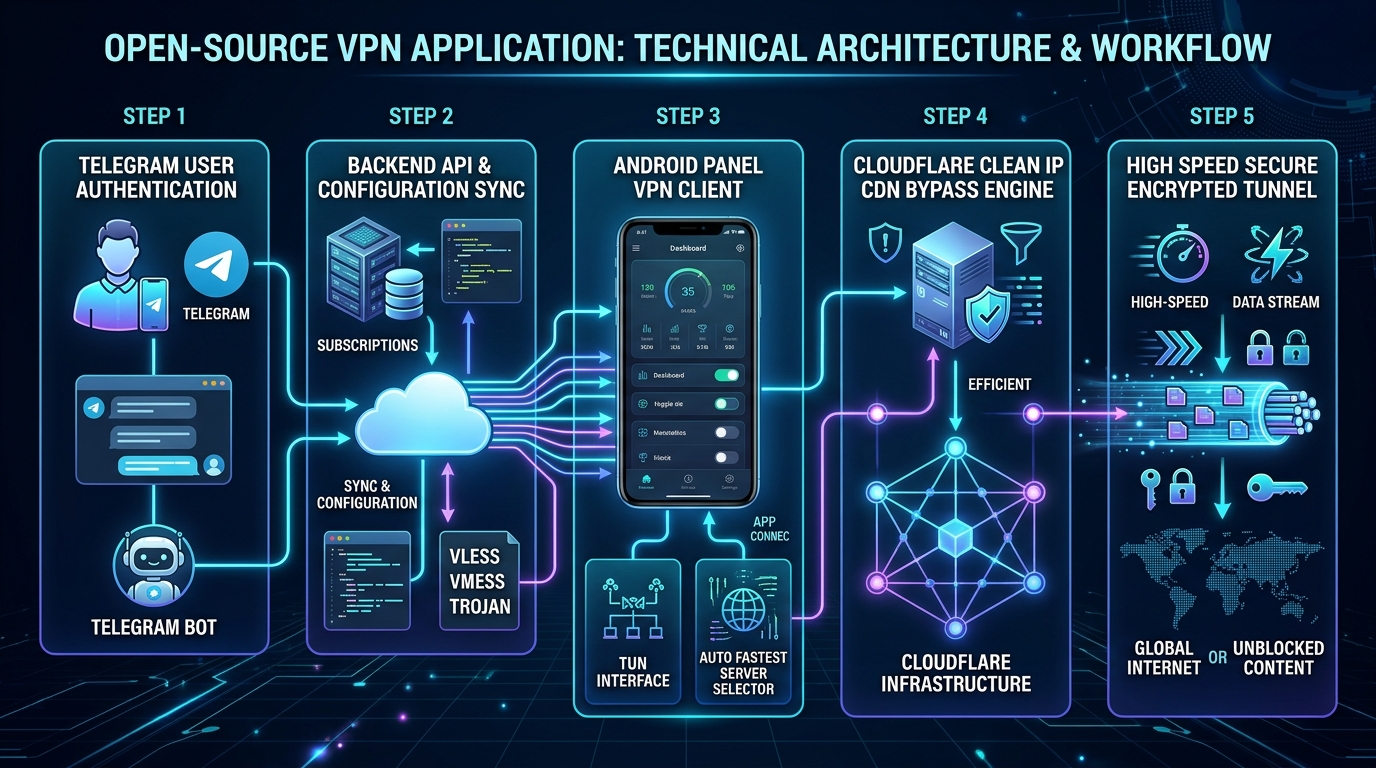 OPEN-SOURCE VPN APPLICATION: TECHNICAL ARCHITECTURE & WORKFLOW
STEP 1
TELEGRAM USER
AUTHENTICATION
TELEGRAM
TELEGRAM BOT
STEP 2
BACKEND API &
CONFIGURATION SYNC
SUBSCRIPTIONS
SYNC &
CONFIGURATION
VLESS
VMESS
TROJAN
STEP 3
ANDROID PANEL
VPN CLIENT
Dashboard
130
35
106
Dashboard
APP
CONNEC
TUN
INTERFACE
AUTO FASTEST
SERVER
SELECTOR
STEP 4
CLOUDFLARE CLEAN IP
CDN BYPASS ENGINE
EFFICIENT
CLOUDFLARE
INFRASTRUCTURE
STEP 5
HIGH SPEED SECURE
ENCRYPTED TUNNEL
HIGH-SPEED
DATA STREAM
GLOBAL
INTERNET
OR
UNBLOCKED
CONTENT